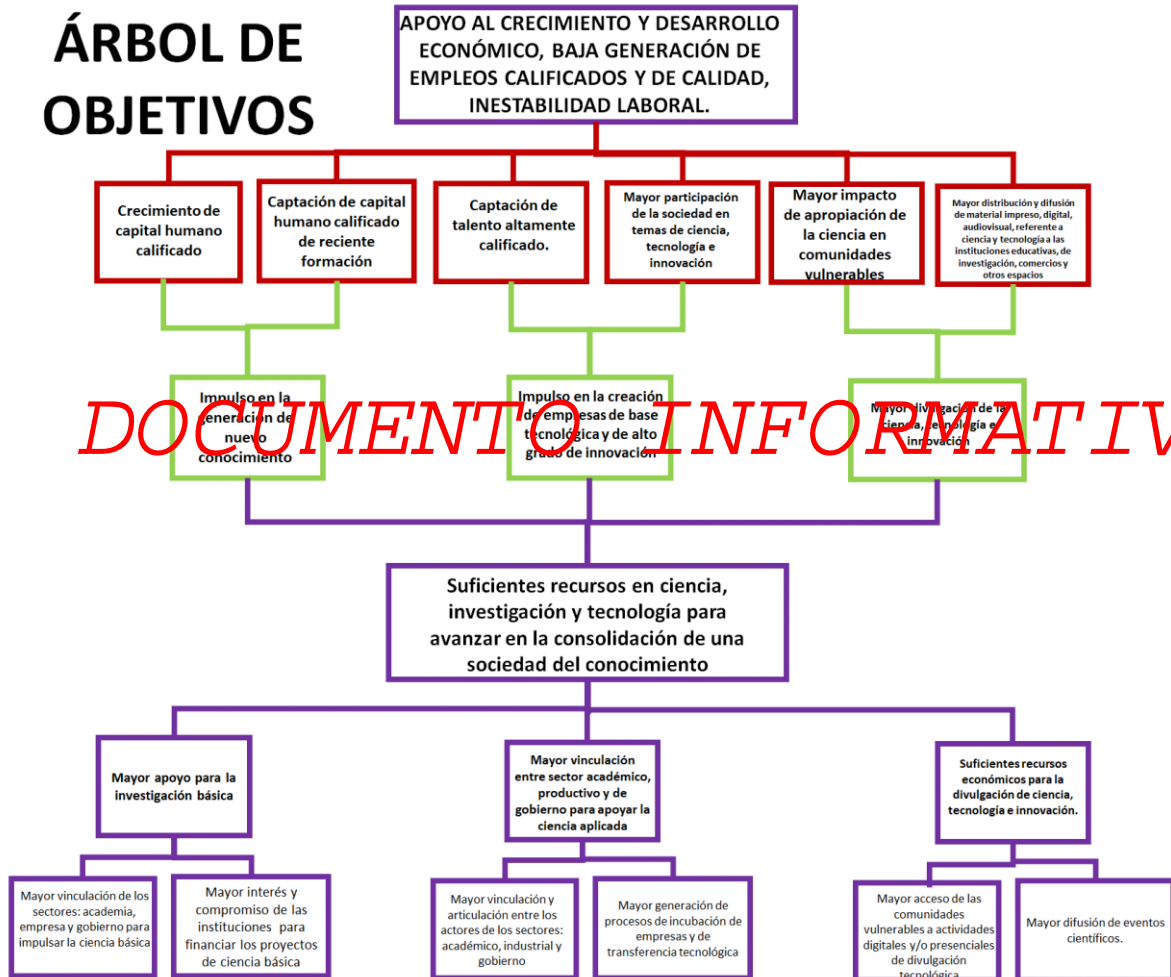 ÁRBOL DE
OBJETIVOS
APOYO AL CRECIMIENTO Y DESARROLLO
ECONÓMICO, BAJA GENERACIÓN DE
EMPLEOS CALIFICADOS Y DE CALIDAD,
INESTABILIDAD LABORAL.
Crecimiento de
capital humano
calificado
Captación de capital
humano calificado
de reciente
formación
Captación de
talento altamente
calificado.
Mayor participación
de la sociedad en
temas de ciencia,
tecnología e
innovación
Mayor impacto
de apropiación de
la ciencia en
comunidades
vulnerables
Mayor distribución y difusión
de material impreso, digital,
audiovisual, referente a
ciencia y tecnología a las
instituciones educativas, de
investigación, comercios y
otros espacios
Impulso en la
generación de
nuevo
conocimiento
Impulso en la creación
de empresas de base
tecnológica y de alto
grado de innovación
Mayor divulgación de la
ciencia, tecnología e
innovación
DOCUMENTO INFORMATIV
Suficientes recursos en ciencia,
investigación y tecnología para
avanzar en la consolidación de una
sociedad del conocimiento
Mayor apoyo para la
investigación básica
Mayor vinculación
entre sector académico,
productivo y de
gobierno para apoyar la
ciencia aplicada
Suficientes recursos
económicos para la
divulgación de ciencia,
tecnología e innovación.
Mayor vinculación de los
sectores: academia,
empresa y gobierno para
impulsar la ciencia básica
Mayor interés y
compromiso de las
instituciones para
financiar los proyectos
de ciencia básica
Mayor vinculación y
articulación entre los
actores de los sectores:
académico, industrial y
gobierno
Mayor generación de
procesos de incubación de
empresas y de
transferencia tecnológica
Mayor acceso de las
comunidades
vulnerables a actividades
digitales y/o presenciales
de divulgación
tecnológica
Mayor difusión de eventos
científicos.